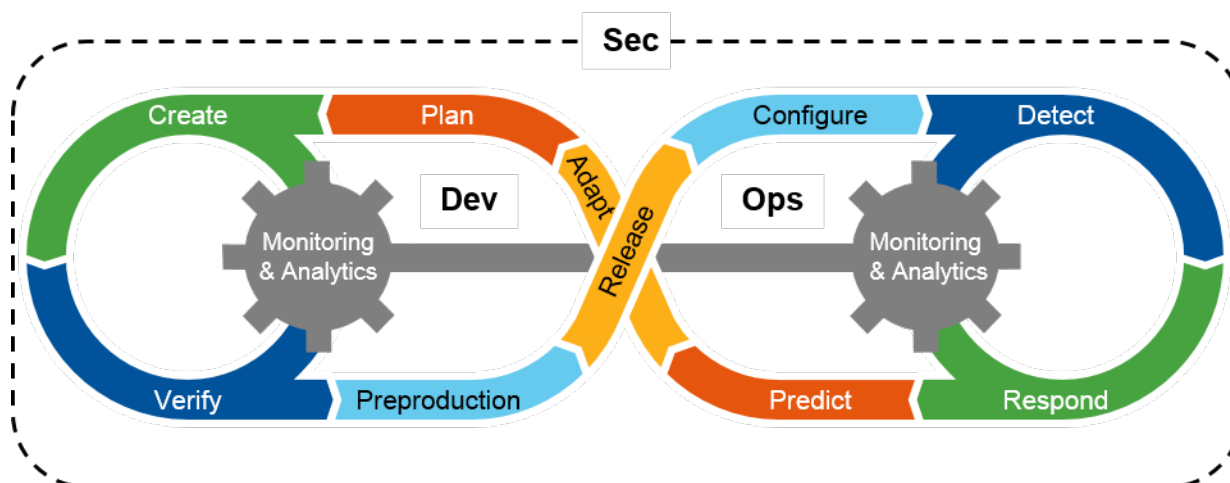 Sec
Create
Plan
Configure
Detect
Adapt
Dev
Ops
Monitoring
& Analytics
Release
Monitoring
& Analytics
Verify
Preproduction
Predict
Respond